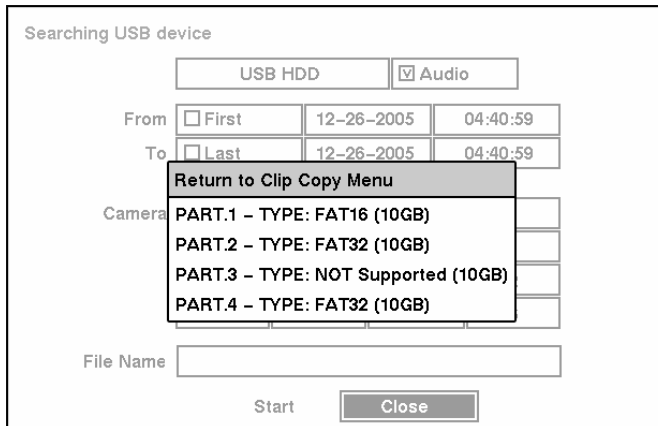 Searching USB device
USB HDD Audio
From First 12-26-2005 04:40:59
To Last 12-26-2005 04:40:59
Return to Clip Copy Menu
Camera
PART.1 - TYPE: FAT16 (10GB)
PART.2 - TYPE: FAT32 (10GB)
PART.3 - TYPE: NOT Supported (10GB)
PART.4 - TYPE: FAT32 (10GB)
File Name
Start Close